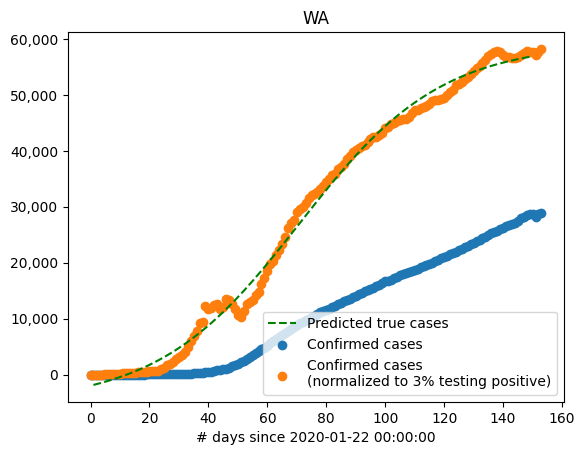 WA
60,000
50,000
40,000
30,000
20,000
10,000
0
Predicted true cases
Confirmed cases
Confirmed cases
(normalized to 3% testing positive)
0 20 40 60 80 100 120 140 160
# days since 2020-01-22 00:00:00